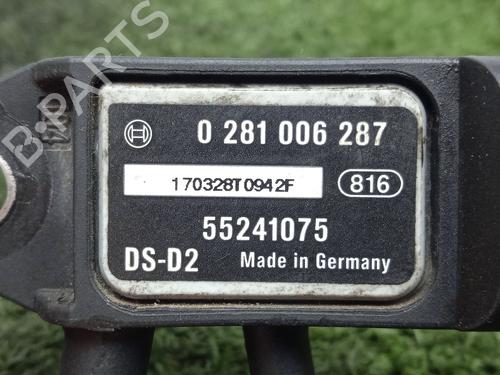 B-PARTS
0 281 006 287
170328T0942F
816
55241075
DS-D2 Made in Germany